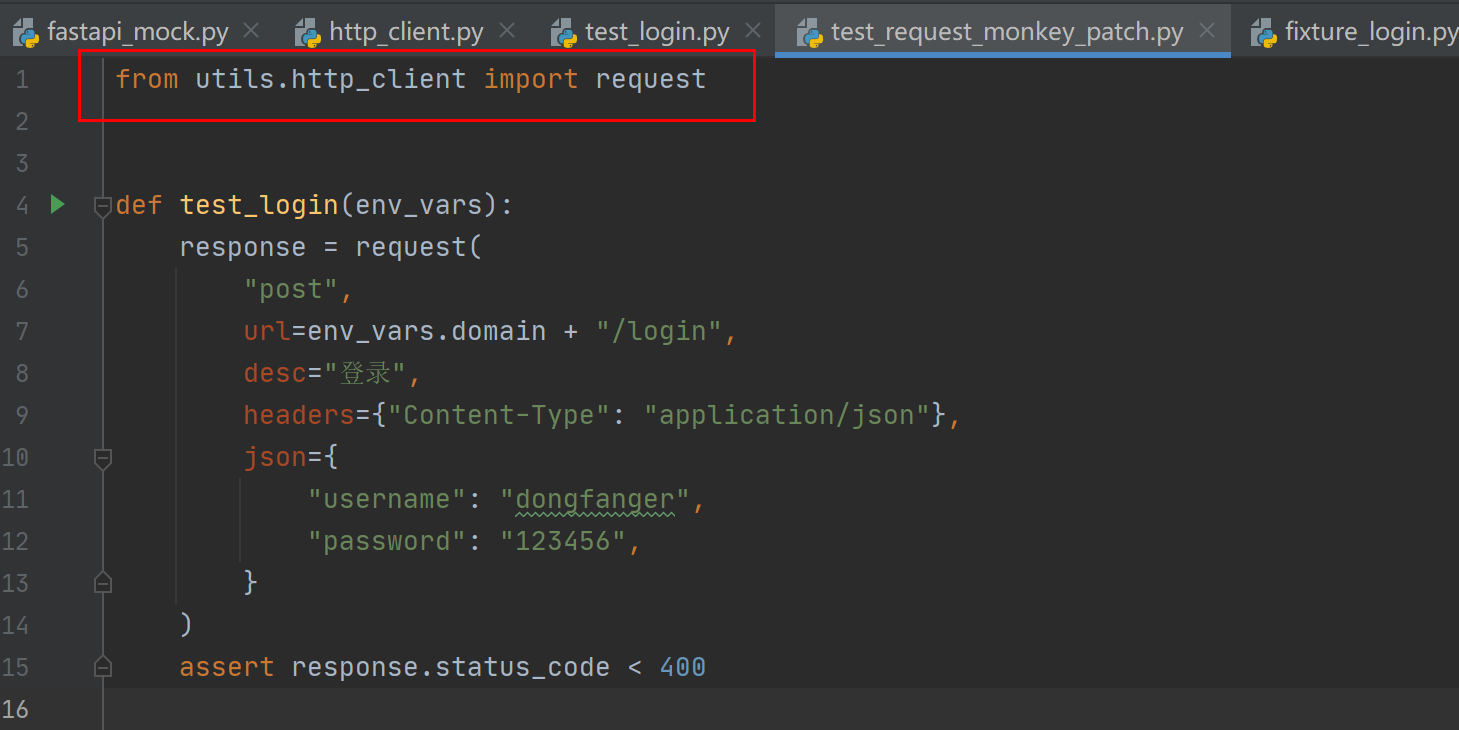 fastapi_mock.py http_client.py test_login.py test_request_monkey_patch.py fixture_login.py
1 from utils.http_client import request
2
3
4 def test_login(env_vars):
5     response = request(
6         "post",
7         url=env_vars.domain + "/login",
8         desc="登录",
9         headers={"Content-Type": "application/json"},
10         json={
11             "username": "dongfanger",
12             "password": "123456",
13         }
14     )
15     assert response.status_code < 400
16